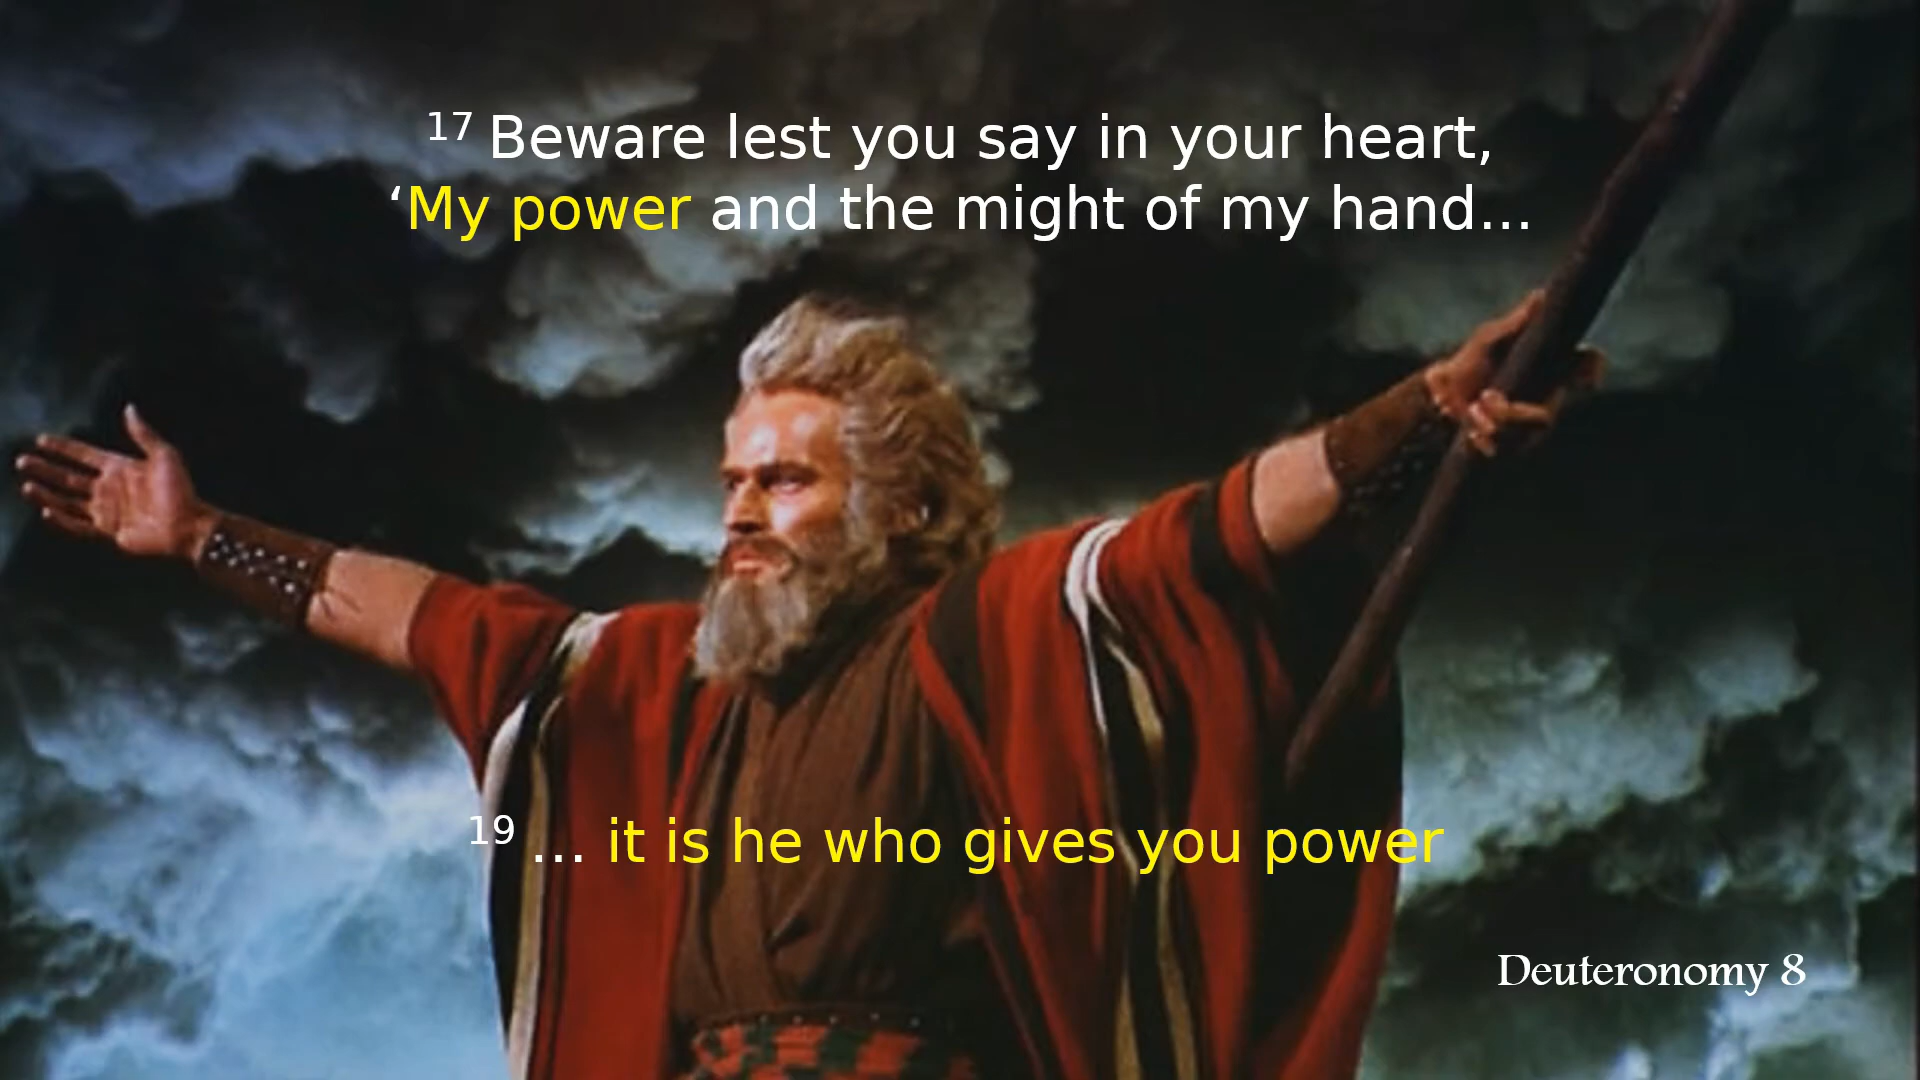 17 Beware lest you say in your heart,
‘My power and the might of my hand...
19 ... it is he who gives you power
Deuteronomy 8